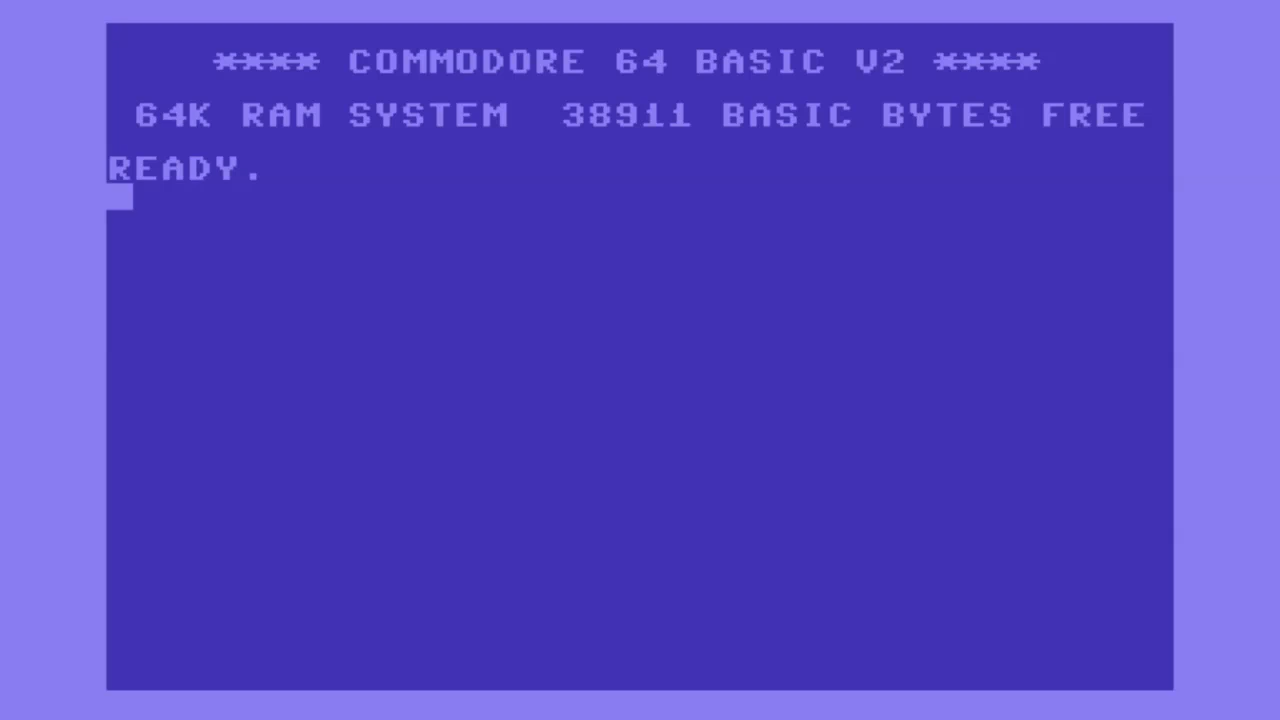 **** COMMODORE 64 BASIC V2 ****
64K RAM SYSTEM  38911 BASIC BYTES FREE
READY.